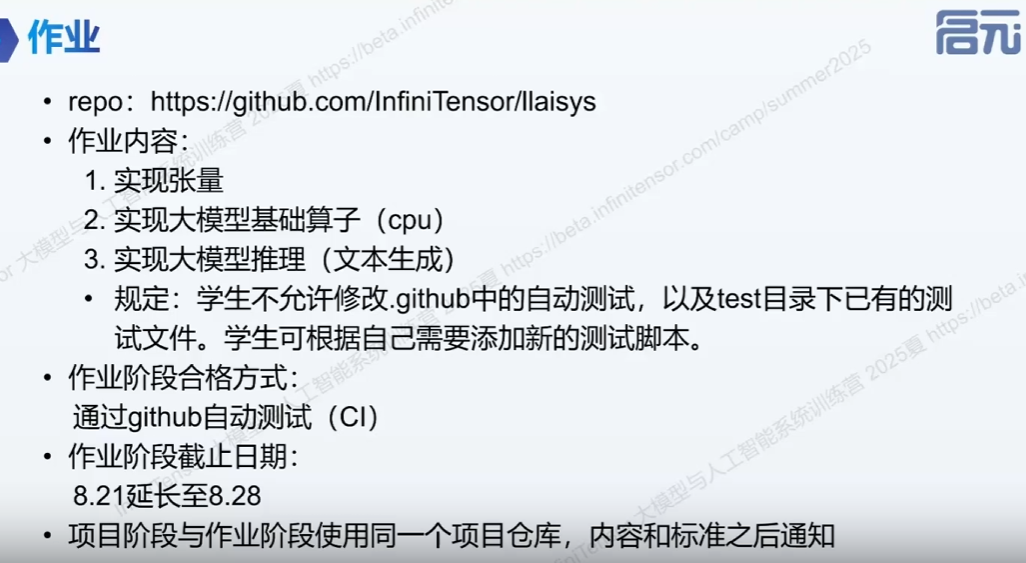 作业
启元
• repo：https://github.com/InfiniTensor/llaisys
• 作业内容：
1. 实现张量
2. 实现大模型基础算子（cpu）
3. 实现大模型推理（文本生成）
• 规定：学生不允许修改.github中的自动测试，以及test目录下已有的测
试文件。学生可根据自己需要添加新的测试脚本。
• 作业阶段合格方式：
通过github自动测试（CI）
• 作业阶段截止日期：
8.21延长至8.28
• 项目阶段与作业阶段使用同一个项目仓库，内容和标准之后通知
大模型与人工智能系统训练营 2025夏 https://beta.infinitensor.com/camp/summer2025